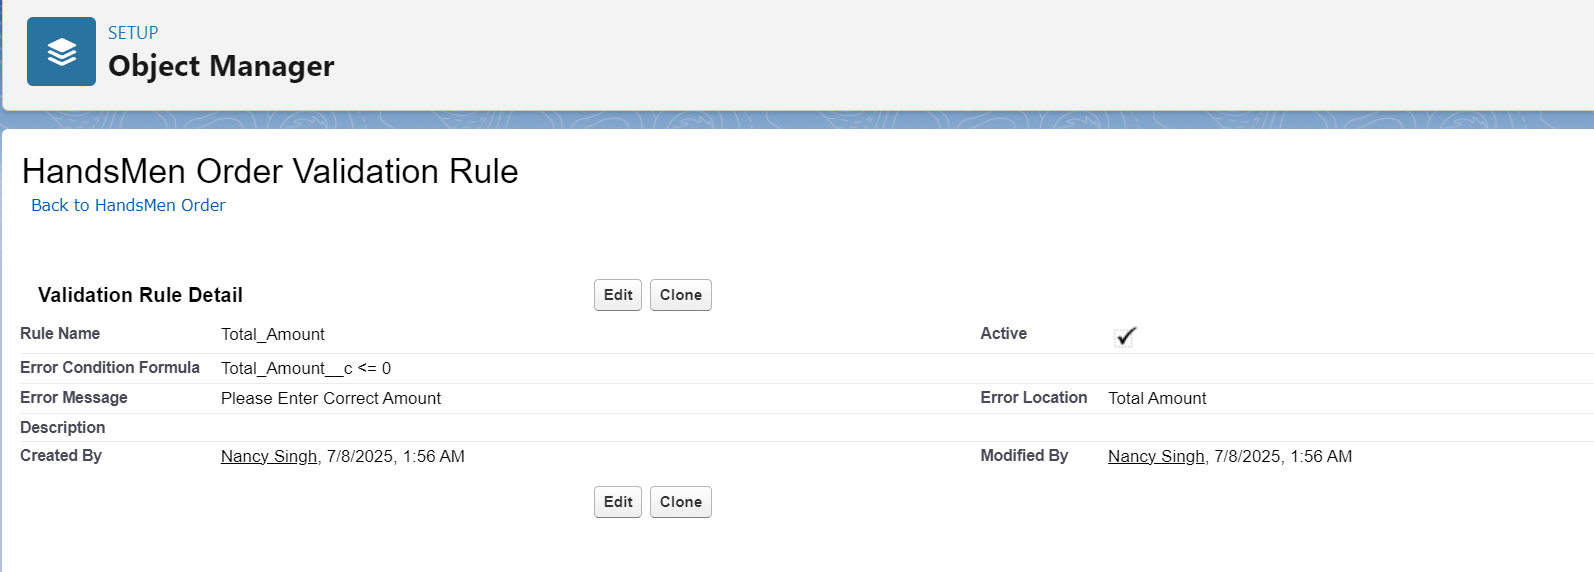 SETUP
Object Manager
HandsMen Order Validation Rule
Back to HandsMen Order
Validation Rule Detail
Edit Clone
Rule Name Total_Amount Active
Error Condition Formula Total_Amount__c <= 0
Error Message Please Enter Correct Amount Error Location Total Amount
Description
Created By Nancy Singh, 7/8/2025, 1:56 AM Modified By Nancy Singh, 7/8/2025, 1:56 AM
Edit Clone